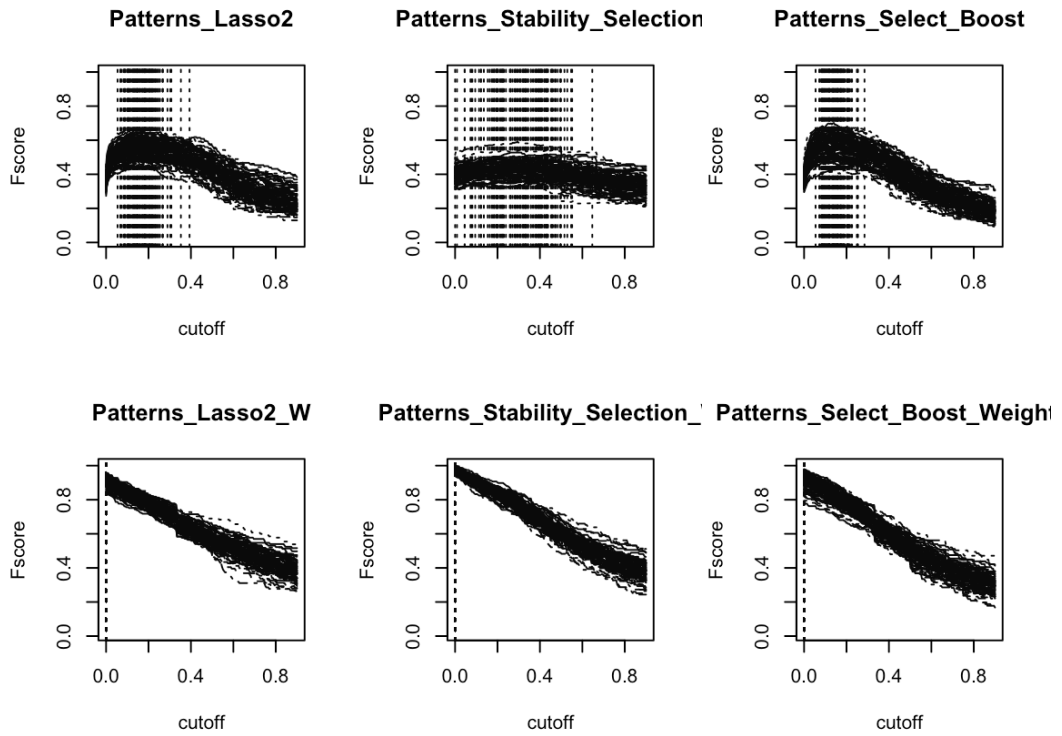 Patterns_Lasso2
Fscore
0.0 0.4 0.8
0.0 0.4 0.8
cutoff
Patterns_Stability_Selection
Fscore
0.0 0.4 0.8
0.0 0.4 0.8
cutoff
Patterns_Select_Boost
Fscore
0.0 0.4 0.8
0.0 0.4 0.8
cutoff
Patterns_Lasso2_W
Fscore
0.0 0.4 0.8
0.0 0.4 0.8
cutoff
Patterns_Stability_Selection_
Fscore
0.0 0.4 0.8
0.0 0.4 0.8
cutoff
Patterns_Select_Boost_Weight
Fscore
0.0 0.4 0.8
0.0 0.4 0.8
cutoff